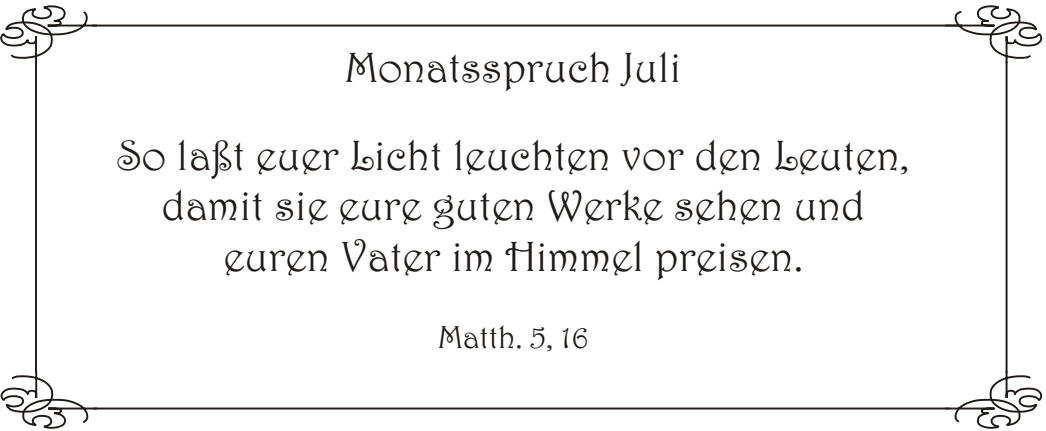 Monatsspruch Juli
So laßt euer Licht leuchten vor den Leuten,
damit sie eure guten Werke sehen und
euren Vater im Himmel preisen.
Matth. 5, 16